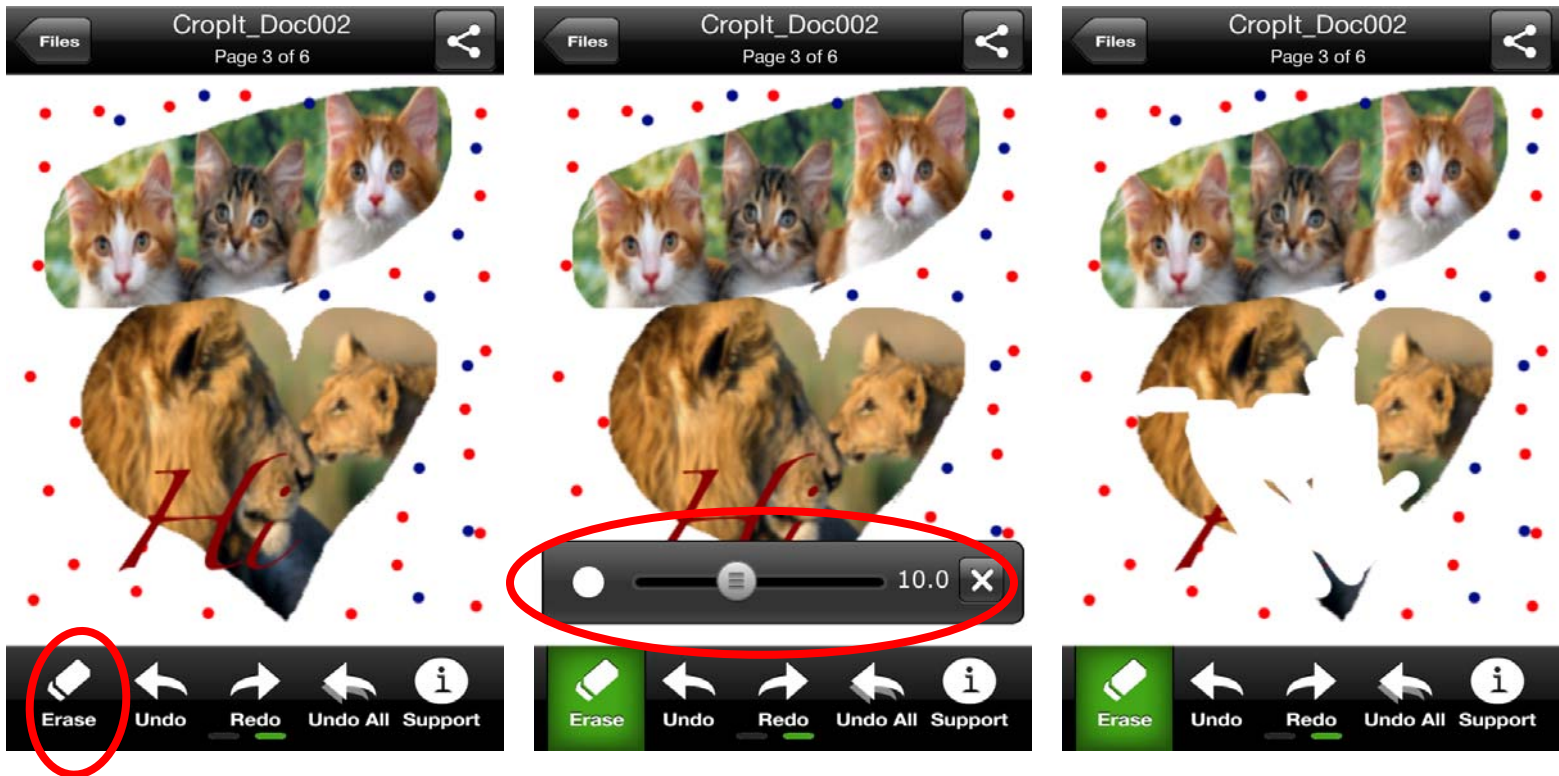 Files
CropIt_Doc002
Page 3 of 6
Hi
Erase
Undo
Redo
Undo All
Support
Files
CropIt_Doc002
Page 3 of 6
Hi
10.0
Erase
Undo
Redo
Undo All
Support
Files
CropIt_Doc002
Page 3 of 6
Erase
Undo
Redo
Undo All
Support